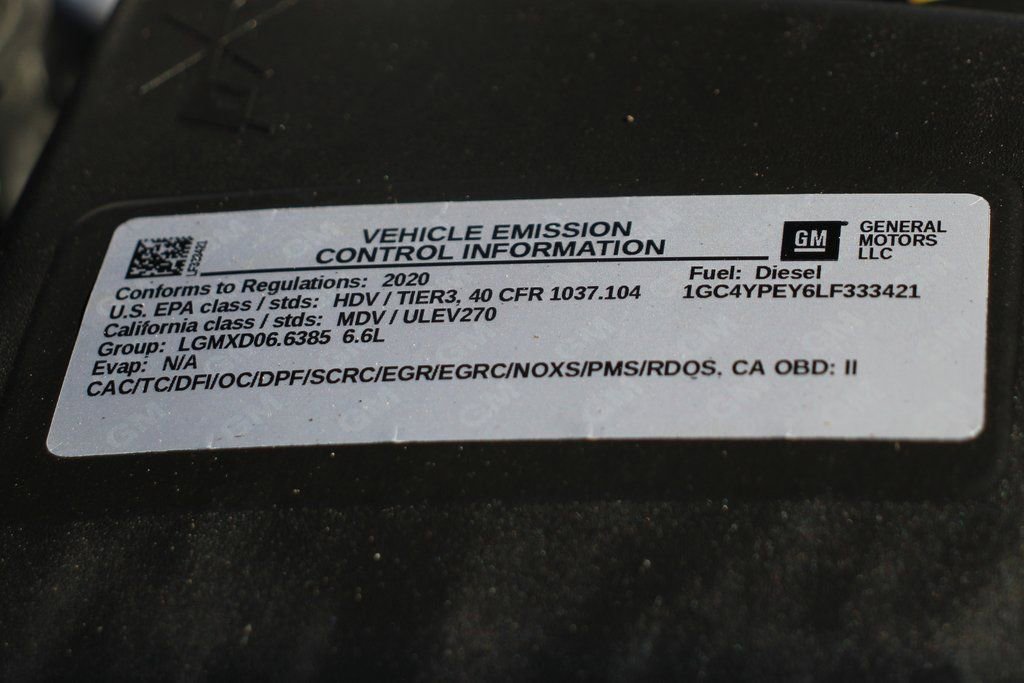 VEHICLE EMISSION
CONTROL INFORMATION
GM
GENERAL
MOTORS
LLC
LF333421
Conforms to Regulations: 2020
Fuel: Diesel
U.S. EPA class / stds: HDV / TIER3, 40 CFR 1037.104
1GC4YPEY6LF333421
California class / stds: MDV / ULEV270
Group: LGMXD06.6385 6.6L
Evap: N/A
CAC/TC/DFI/OC/DPF/SCRC/EGR/EGRC/NOXS/PMS/RDQS. CA OBD: II